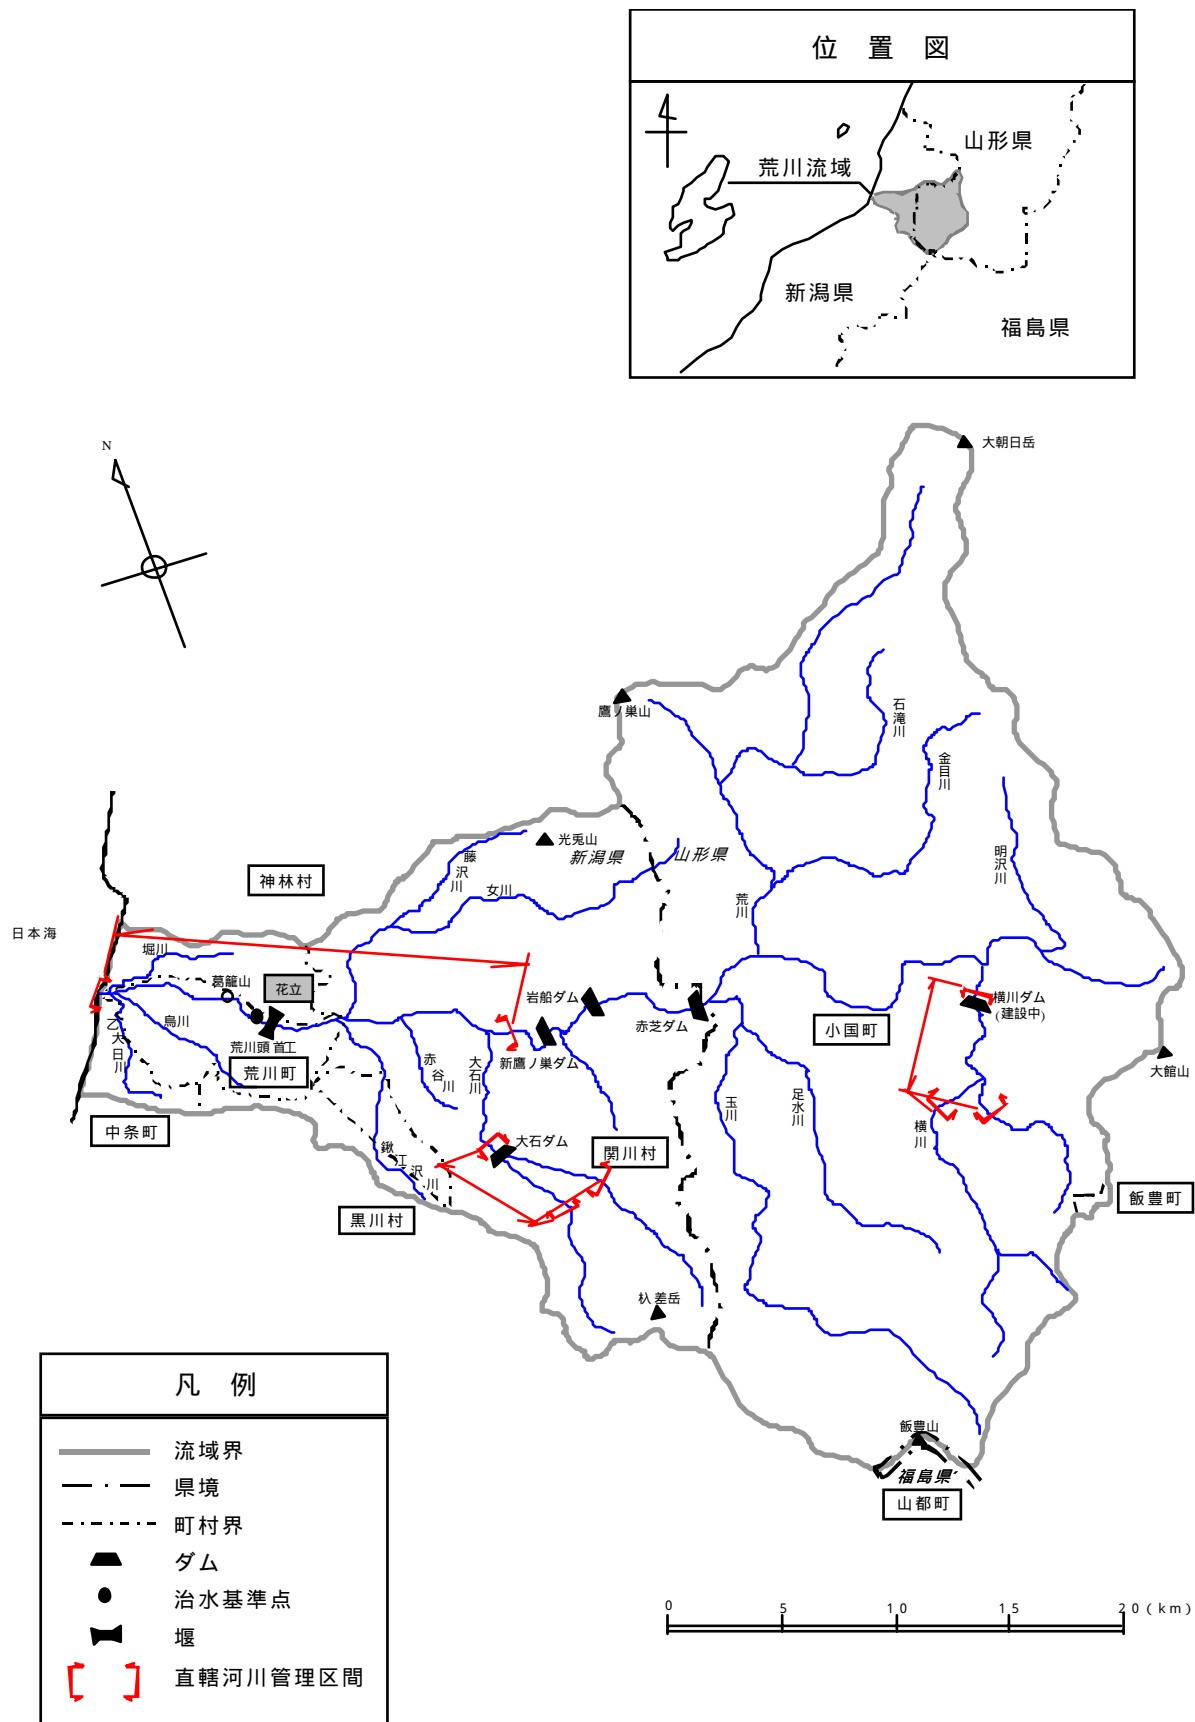 位置図
山形県
荒川流域
新潟県
福島県
N
大朝日岳
鷹ノ巣山
石滝川
金目川
光兎山
新潟県
山形県
藤沢川
明沢川
神林村
女川
荒川
日本海
堀川
葛籠山
花立
岩船ダム
横川ダム
(建設中)
烏川
乙大日川
赤芝ダム
小国町
荒川頭首工
荒川町
赤谷川
大石川
新鷹ノ巣ダム
大館山
玉川
足水川
横川
中条町
鍬江沢川
大石ダム
関川村
黒川村
飯豊町
杁差岳
飯豊山
福島県
山都町
凡例
流域界
県境
町村界
ダム
治水基準点
堰
直轄河川管理区間
0 5 10 15 20(km)